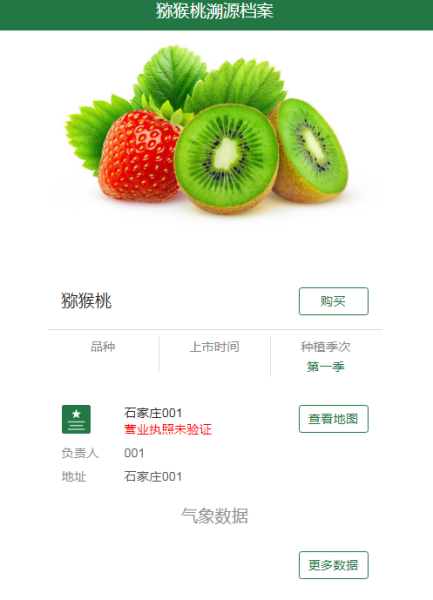 猕猴桃溯源档案
猕猴桃
购买
品种
上市时间
种植季次
第一季
石家庄001
营业执照未验证
查看地图
负责人
001
地址
石家庄001
气象数据
更多数据